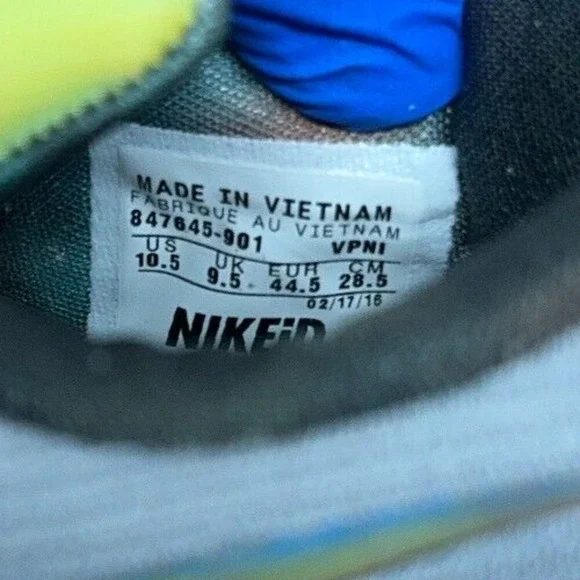 MADE IN VIETNAM
FABRIQUE AU VIETNAM
847645-901 VPNI
US UK EUR CM
10.5 9.5 44.5 28.5
02/17/16
NIKEiD